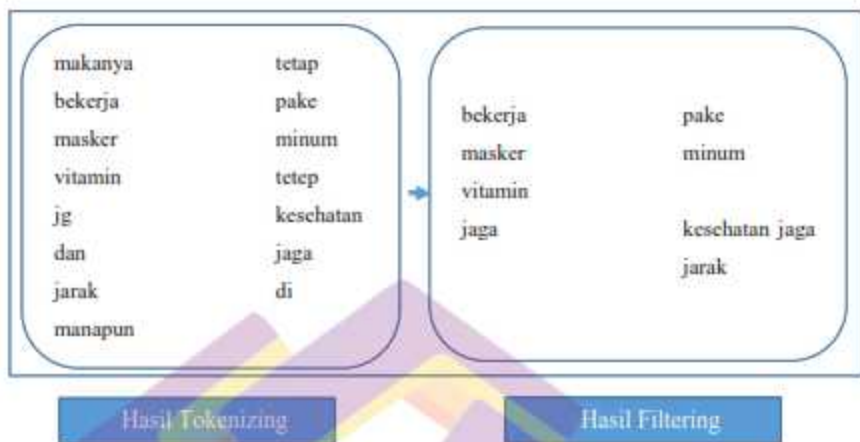 makanya tetap
bekerja pake
masker minum
vitamin tetep
jg kesehatan
dan jaga
jarak di
manapun
bekerja pake
masker minum
vitamin
jaga kesehatan jaga
jarak
Hasil Tokenizing
Hasil Filtering